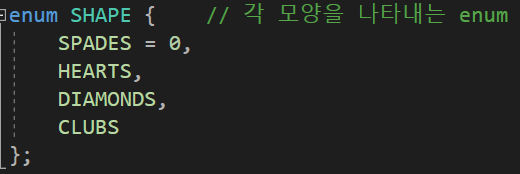 enum SHAPE {    // 각 모양을 나타내는 enum
    SPADES = 0,
    HEARTS,
    DIAMONDS,
    CLUBS
};